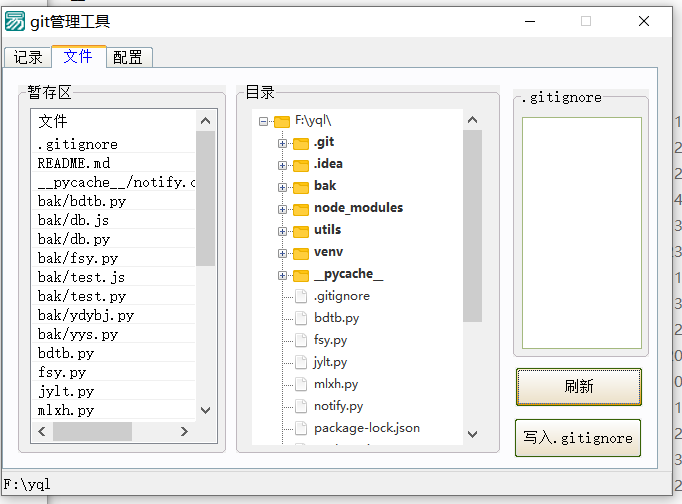 git管理工具
记录 文件 配置
暂存区
文件
.gitignore
README.md
__pycache__/notify.c
bak/bdtb.py
bak/db.js
bak/db.py
bak/fsy.py
bak/test.js
bak/test.py
bak/ydybj.py
bak/yys.py
bdtb.py
fsy.py
jylt.py
mlxh.py
目录
F:\yql\
.git
.idea
bak
node_modules
utils
venv
__pycache__
.gitignore
bdtb.py
fsy.py
jylt.py
mlxh.py
notify.py
package-lock.json
.gitignore
刷新
写入.gitignore
F:\yql